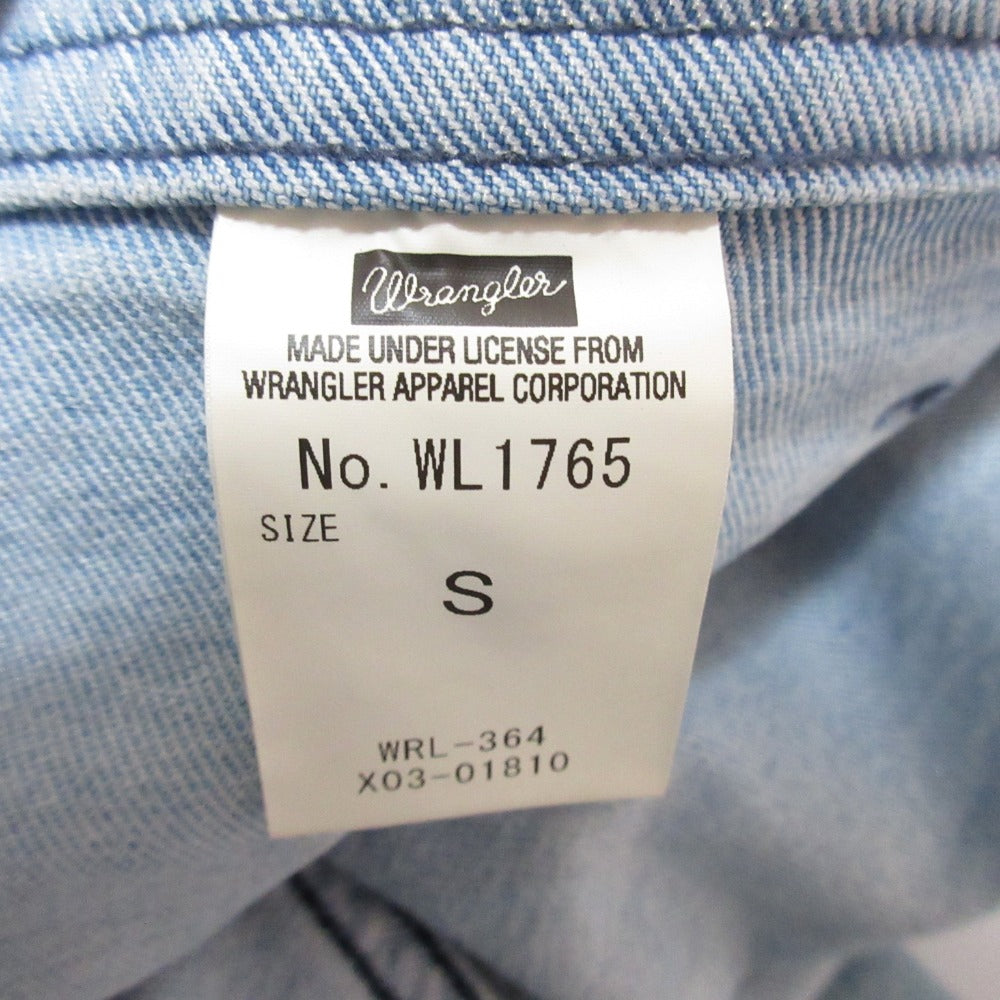 Wrangler
MADE UNDER LICENSE FROM
WRANGLER APPAREL CORPORATION
No. WL1765
SIZE
S
WRL-364
X03-01810